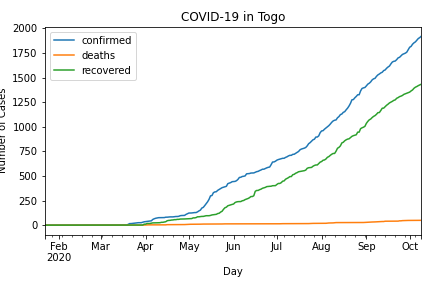 COVID-19 in Togo
confirmed
deaths
recovered
Number of Cases
2000
1750
1500
1250
1000
750
500
250
0
Feb Mar Apr May Jun Jul Aug Sep Oct
2020
Day